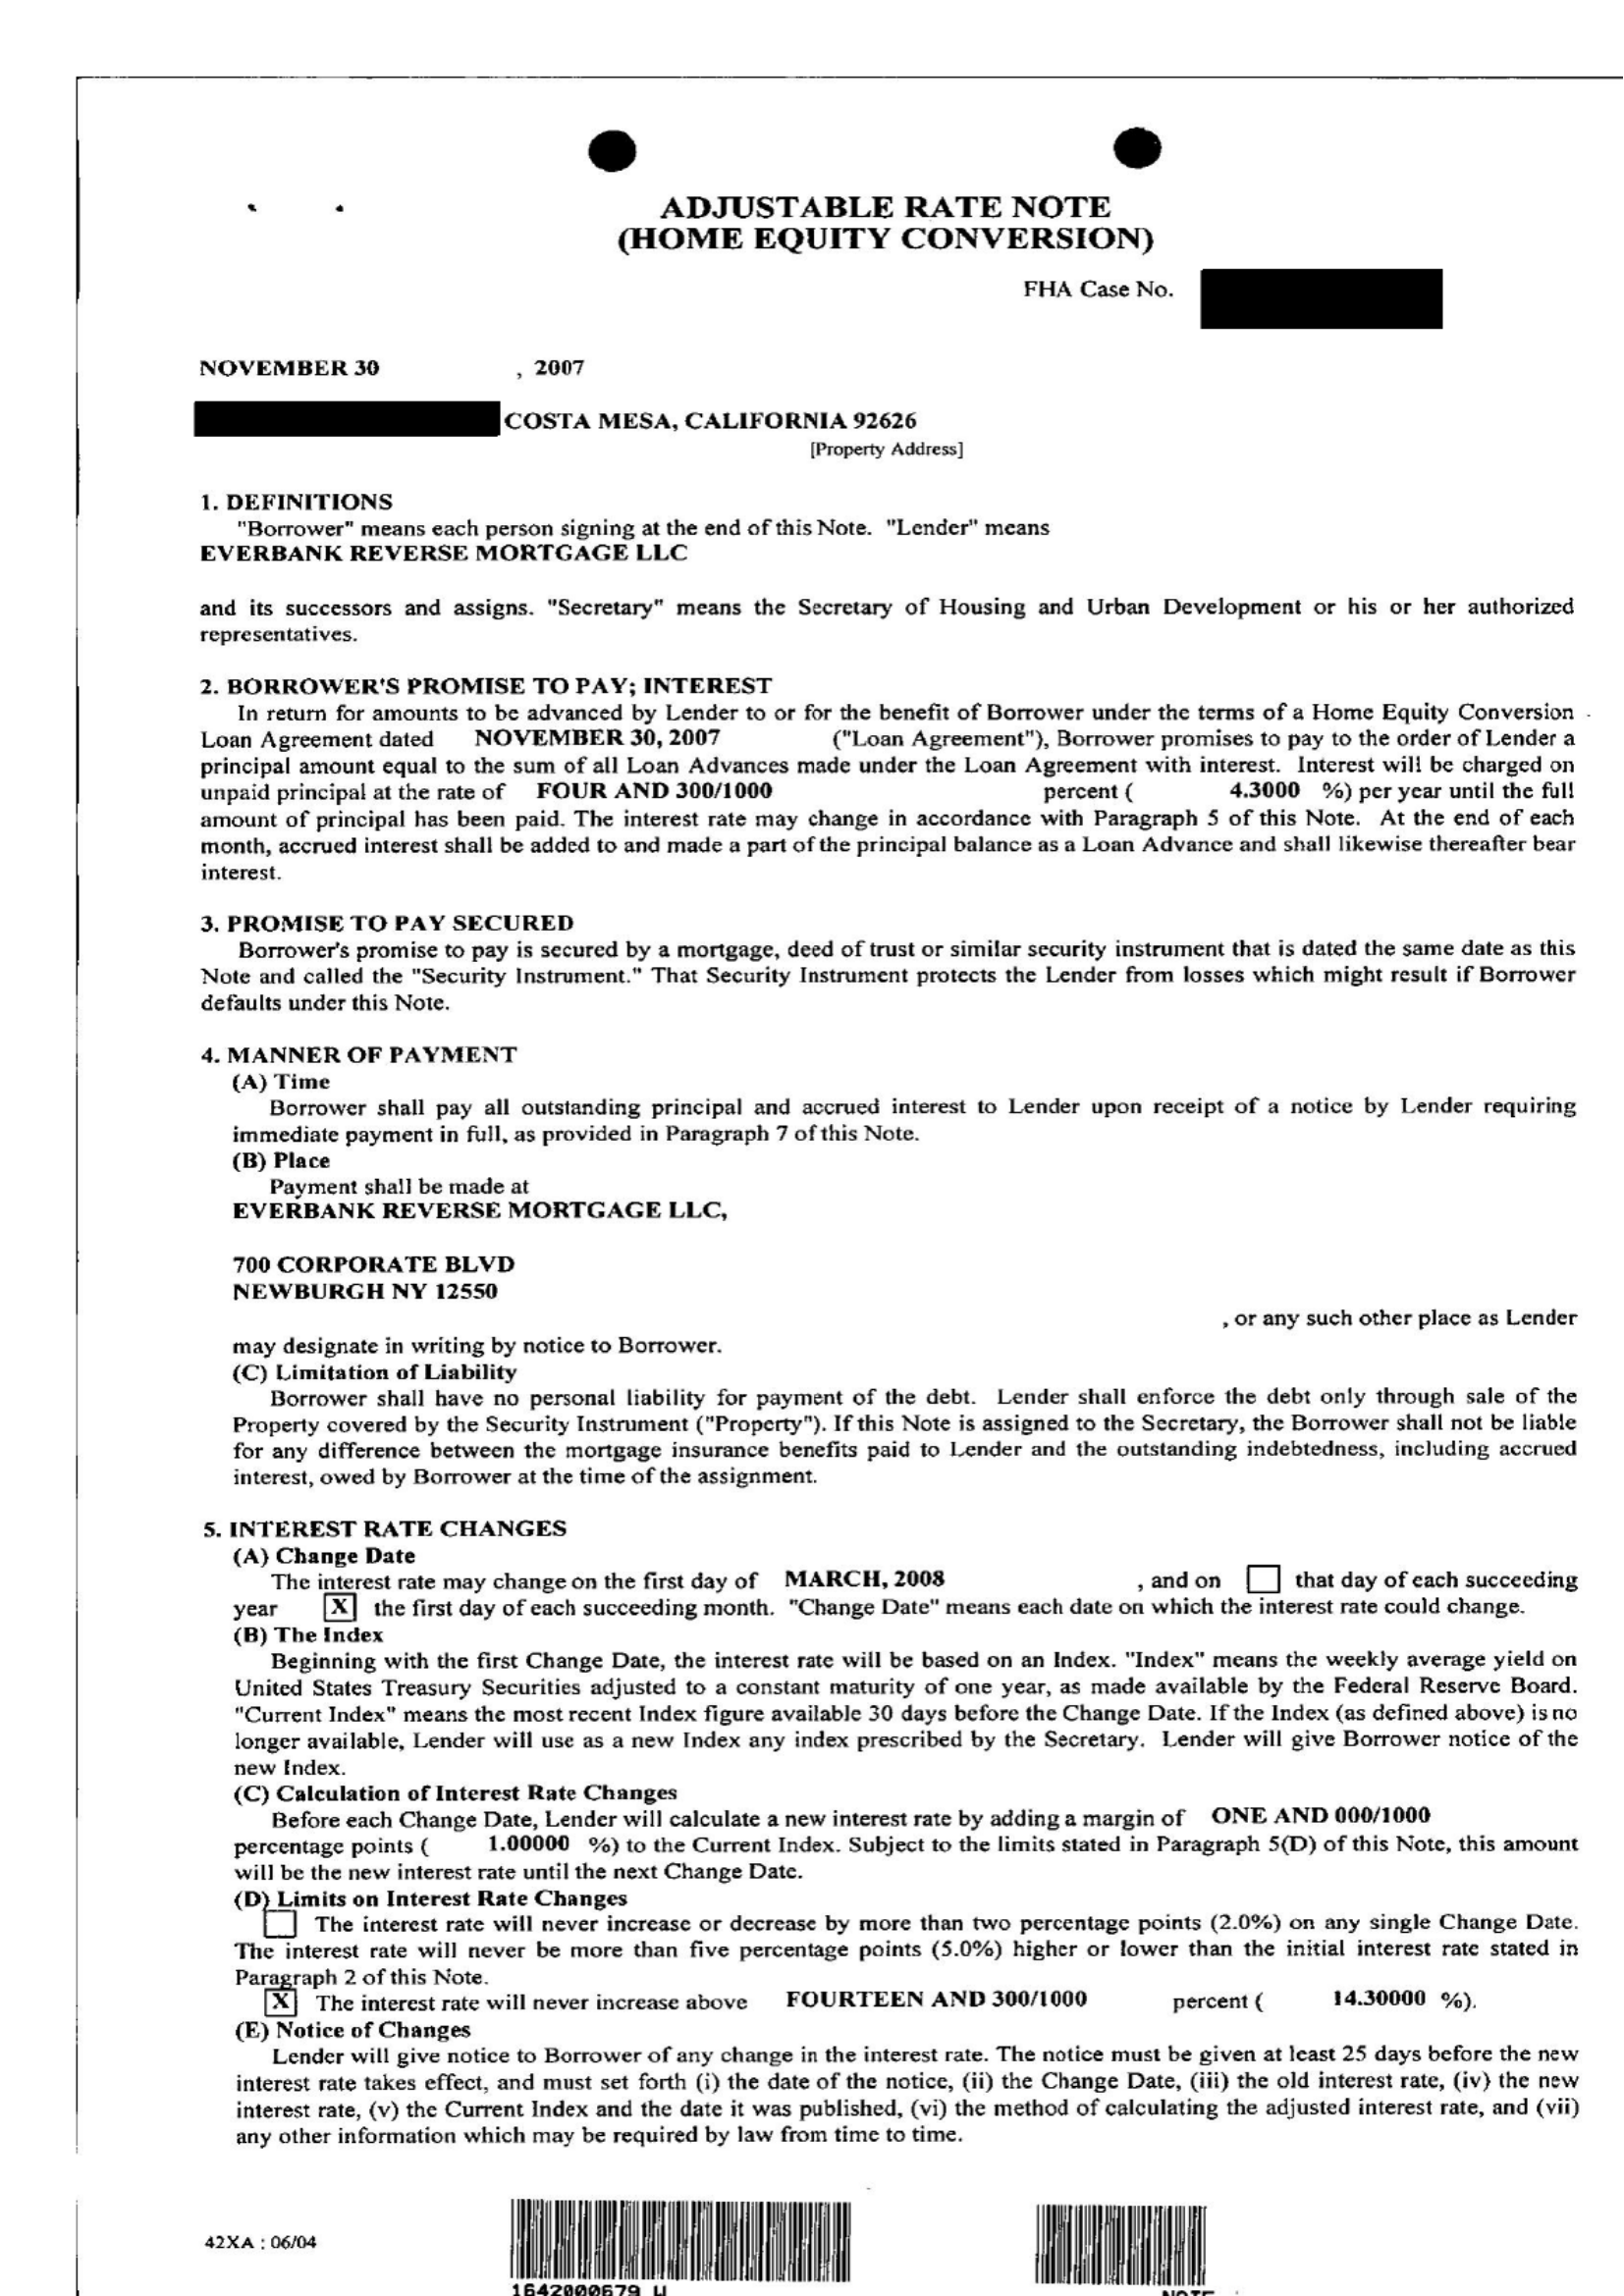 ADJUSTABLE RATE NOTE
(HOME EQUITY CONVERSION)
FHA Case No.
NOVEMBER 30 , 2007
COSTA MESA, CALIFORNIA 92626
[Property Address]
1. DEFINITIONS
"Borrower" means each person signing at the end of this Note. "Lender" means
EVERBANK REVERSE MORTGAGE LLC
and its successors and assigns. "Secretary" means the Secretary of Housing and Urban Development or his or her authorized
representatives.
2. BORROWER'S PROMISE TO PAY; INTEREST
In return for amounts to be advanced by Lender to or for the benefit of Borrower under the terms of a Home Equity Conversion
Loan Agreement dated NOVEMBER 30, 2007 ("Loan Agreement"), Borrower promises to pay to the order of Lender a
principal amount equal to the sum of all Loan Advances made under the Loan Agreement with interest. Interest will be charged on
unpaid principal at the rate of FOUR AND 300/1000 percent ( 4.3000 %) per year until the full
amount of principal has been paid. The interest rate may change in accordance with Paragraph 5 of this Note. At the end of each
month, accrued interest shall be added to and made a part of the principal balance as a Loan Advance and shall likewise thereafter bear
interest.
3. PROMISE TO PAY SECURED
Borrower's promise to pay is secured by a mortgage, deed of trust or similar security instrument that is dated the same date as this
Note and called the "Security Instrument." That Security Instrument protects the Lender from losses which might result if Borrower
defaults under this Note.
4. MANNER OF PAYMENT
(A) Time
Borrower shall pay all outstanding principal and accrued interest to Lender upon receipt of a notice by Lender requiring
immediate payment in full, as provided in Paragraph 7 of this Note.
(B) Place
Payment shall be made at
EVERBANK REVERSE MORTGAGE LLC,
700 CORPORATE BLVD
NEWBURGH NY 12550
, or any such other place as Lender
may designate in writing by notice to Borrower.
(C) Limitation of Liability
Borrower shall have no personal liability for payment of the debt. Lender shall enforce the debt only through sale of the
Property covered by the Security Instrument ("Property"). If this Note is assigned to the Secretary, the Borrower shall not be liable
for any difference between the mortgage insurance benefits paid to Lender and the outstanding indebtedness, including accrued
interest, owed by Borrower at the time of the assignment.
5. INTEREST RATE CHANGES
(A) Change Date
The interest rate may change on the first day of MARCH, 2008 , and on that day of each succeeding
year X the first day of each succeeding month. "Change Date" means each date on which the interest rate could change.
(B) The Index
Beginning with the first Change Date, the interest rate will be based on an Index. "Index" means the weekly average yield on
United States Treasury Securities adjusted to a constant maturity of one year, as made available by the Federal Reserve Board.
"Current Index" means the most recent Index figure available 30 days before the Change Date. If the Index (as defined above) is no
longer available, Lender will use as a new Index any index prescribed by the Secretary. Lender will give Borrower notice of the
new Index.
(C) Calculation of Interest Rate Changes
Before each Change Date, Lender will calculate a new interest rate by adding a margin of ONE AND 000/1000
percentage points ( 1.00000 %) to the Current Index. Subject to the limits stated in Paragraph 5(D) of this Note, this amount
will be the new interest rate until the next Change Date.
(D) Limits on Interest Rate Changes
The interest rate will never increase or decrease by more than two percentage points (2.0%) on any single Change Date.
The interest rate will never be more than five percentage points (5.0%) higher or lower than the initial interest rate stated in
Paragraph 2 of this Note.
X The interest rate will never increase above FOURTEEN AND 300/1000 percent ( 14.30000 %).
(E) Notice of Changes
Lender will give notice to Borrower of any change in the interest rate. The notice must be given at least 25 days before the new
interest rate takes effect, and must set forth (i) the date of the notice, (ii) the Change Date, (iii) the old interest rate, (iv) the new
interest rate, (v) the Current Index and the date it was published, (vi) the method of calculating the adjusted interest rate, and (vii)
any other information which may be required by law from time to time.
42XA : 06/04
1642000679